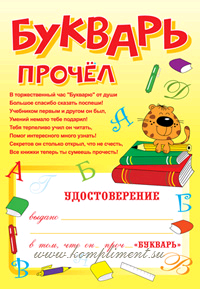 БУКВАРЬ
ПРОЧЁЛ
В торжественный час "Букварю" от души
Большое спасибо сказать поспеши!
Учебником первым и другом он был,
Умений немало тебе подарил!
Тебя терпеливо учил он читать,
Помог интересного много узнать!
Секретов он столько открыл, что не счесть,
Все книжки теперь ты сумеешь прочесть!
А
Г
Б
УДОСТОВЕРЕНИЕ
выдано
в том, что он проч «БУКВАРЬ»
www.kompliment.su
Д
В